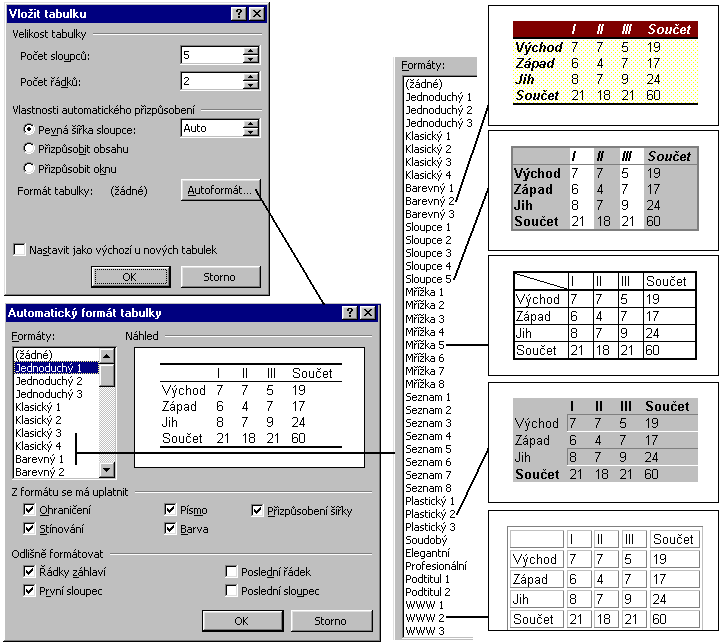 Vložit tabulku
Velikost tabulky
Počet sloupců: 5
Počet řádků: 2
Vlastnosti automatického přizpůsobení
Pevná šířka sloupce: Auto
Přizpůsobit obsahu
Přizpůsobit oknu
Formát tabulky: (žádné) Autoformát...
Nastavit jako výchozí u nových tabulek
OK Storno
Automatický formát tabulky
Formáty: Náhled
(žádné)
Jednoduchý 1
Jednoduchý 2
Jednoduchý 3
Klasický 1
Klasický 2
Klasický 3
Klasický 4
Barevný 1
Barevný 2
I II III Součet
Východ 7 7 5 19
Západ 6 4 7 17
Jih 8 7 9 24
Součet 21 18 21 60
Z formátu se má uplatnit
Ohraničení Písmo Přizpůsobení šířky
Stínování Barva
Odlišně formátovat
Řádky záhlaví Poslední řádek
První sloupec Poslední sloupec
OK Storno
Formáty:
(žádné)
Jednoduchý 1
Jednoduchý 2
Jednoduchý 3
Klasický 1
Klasický 2
Klasický 3
Klasický 4
Barevný 1
Barevný 2
Barevný 3
Sloupce 1
Sloupce 2
Sloupce 3
Sloupce 4
Sloupce 5
Mřížka 1
Mřížka 2
Mřížka 3
Mřížka 4
Mřížka 5
Mřížka 6
Mřížka 7
Mřížka 8
Seznam 1
Seznam 2
Seznam 3
Seznam 4
Seznam 5
Seznam 6
Seznam 7
Seznam 8
Plastický 1
Plastický 2
Plastický 3
Soudobý
Elegantní
Profesionální
Podtitul 1
Podtitul 2
WWW 1
WWW 2
WWW 3
I II III Součet
Východ 7 7 5 19
Západ 6 4 7 17
Jih 8 7 9 24
Součet 21 18 21 60
I II III Součet
Východ 7 7 5 19
Západ 6 4 7 17
Jih 8 7 9 24
Součet 21 18 21 60
I II III Součet
Východ 7 7 5 19
Západ 6 4 7 17
Jih 8 7 9 24
Součet 21 18 21 60
I II III Součet
Východ 7 7 5 19
Západ 6 4 7 17
Jih 8 7 9 24
Součet 21 18 21 60
I II III Součet
Východ 7 7 5 19
Západ 6 4 7 17
Jih 8 7 9 24
Součet 21 18 21 60